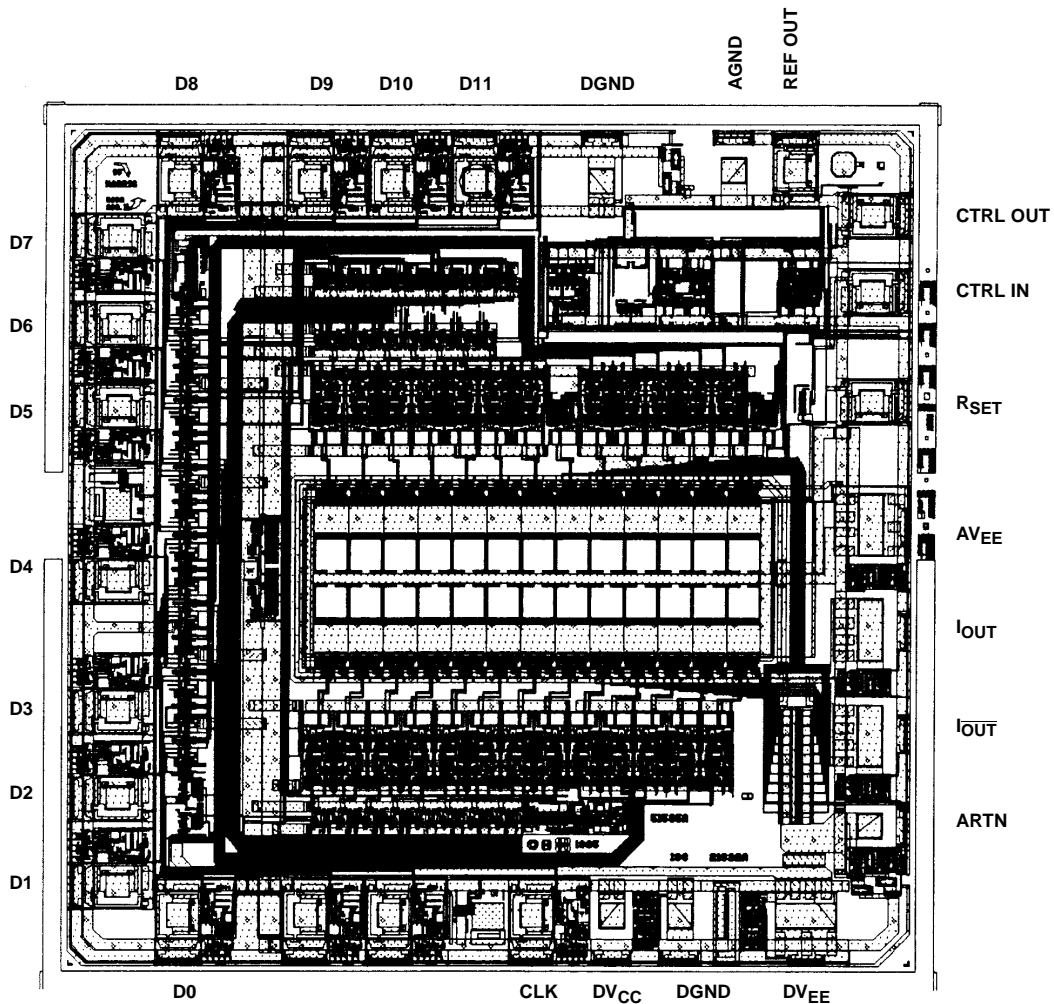 D8
D9
D10
D11
DGND
AGND
REF OUT
D7
D6
D5
D4
D3
D2
D1
CTRL OUT
CTRL IN
RSET
AVEE
IOUT
IO̅U̅T̅
ARTN
D0
CLK
DVCC
DGND
DVEE